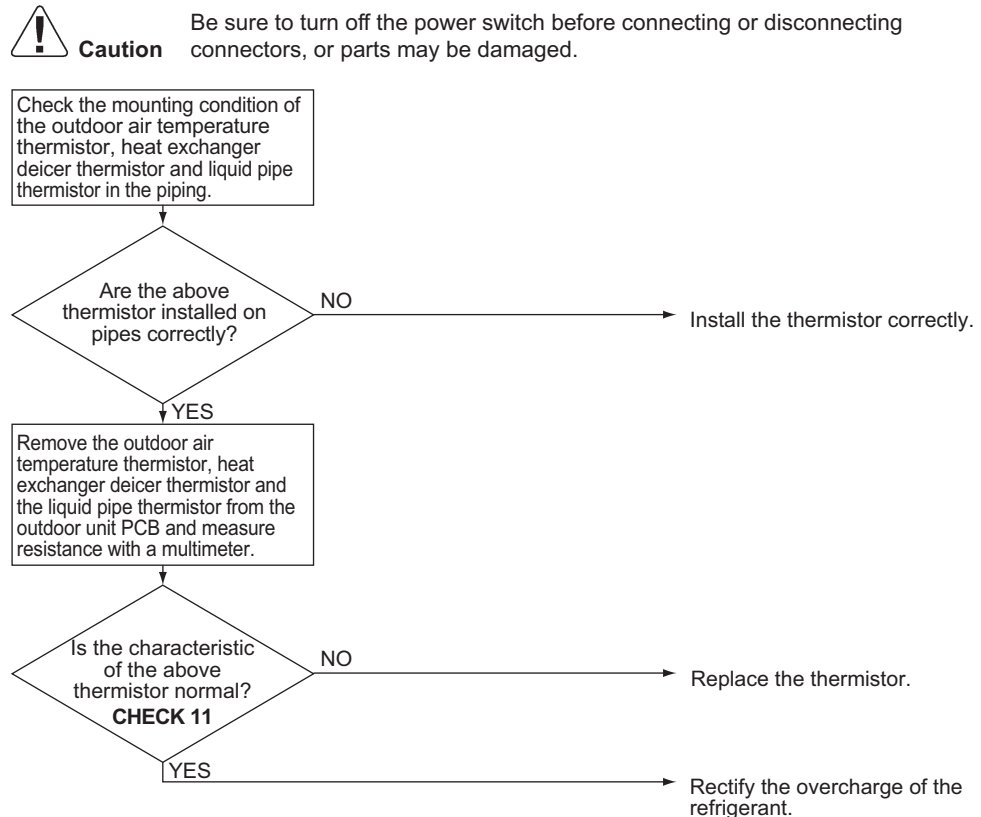 Be sure to turn off the power switch before connecting or disconnecting
Caution connectors, or parts may be damaged.
Check the mounting condition of
the outdoor air temperature
thermistor, heat exchanger
deicer thermistor and liquid pipe
thermistor in the piping.
Are the above
thermistor installed on
pipes correctly?
NO
Install the thermistor correctly.
YES
Remove the outdoor air
temperature thermistor, heat
exchanger deicer thermistor and
the liquid pipe thermistor from the
outdoor unit PCB and measure
resistance with a multimeter.
Is the characteristic
of the above
thermistor normal?
CHECK 11
NO
Replace the thermistor.
YES
Rectify the overcharge of the
refrigerant.